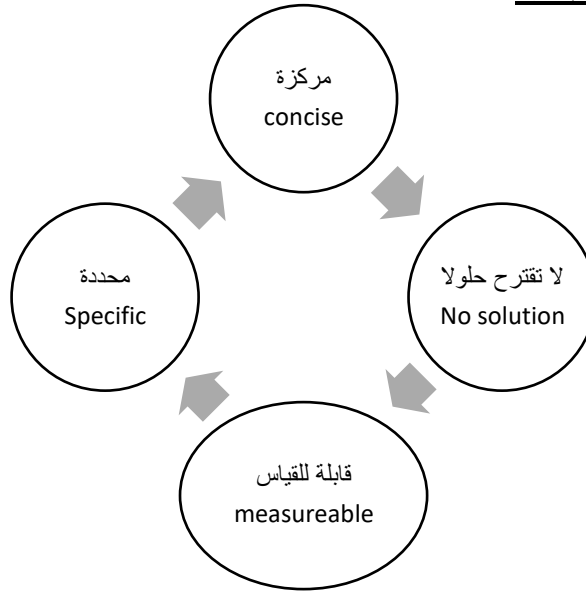 مركزة
concise
محددة
Specific
لا تقترح حلولا
No solution
قابلة للقياس
measureable